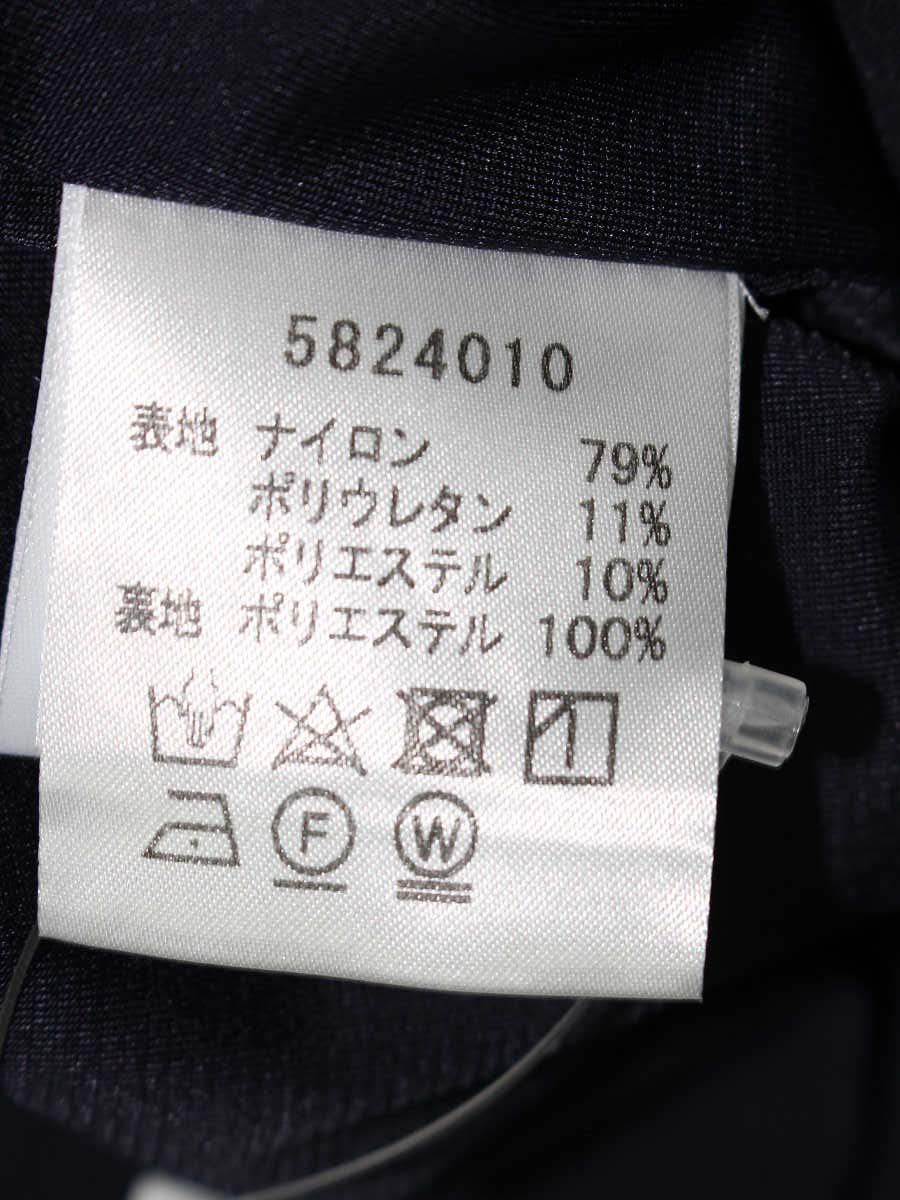 5824010
表地 ナイロン 79%
ポリウレタン 11%
ポリエステル 10%
裏地 ポリエステル 100%
F W